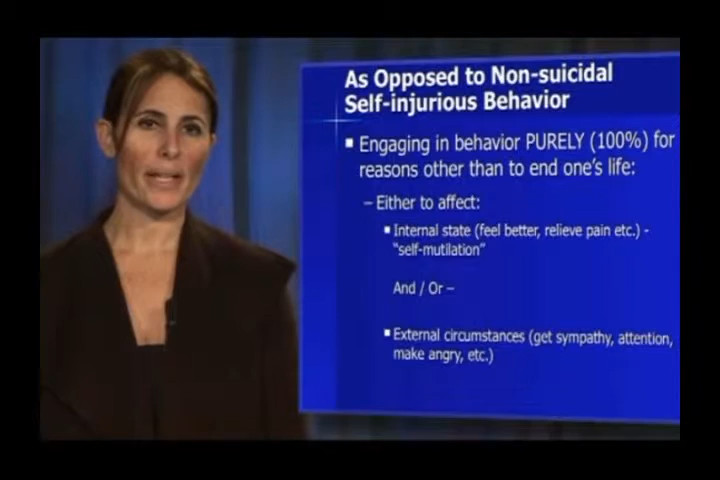 As Opposed to Non-suicidal
Self-injurious Behavior
Engaging in behavior PURELY (100%) for
reasons other than to end one's life:
– Either to affect:
Internal state (feel better, relieve pain etc.) -
"self-mutilation"
And / Or –
External circumstances (get sympathy, attention,
make angry, etc.)